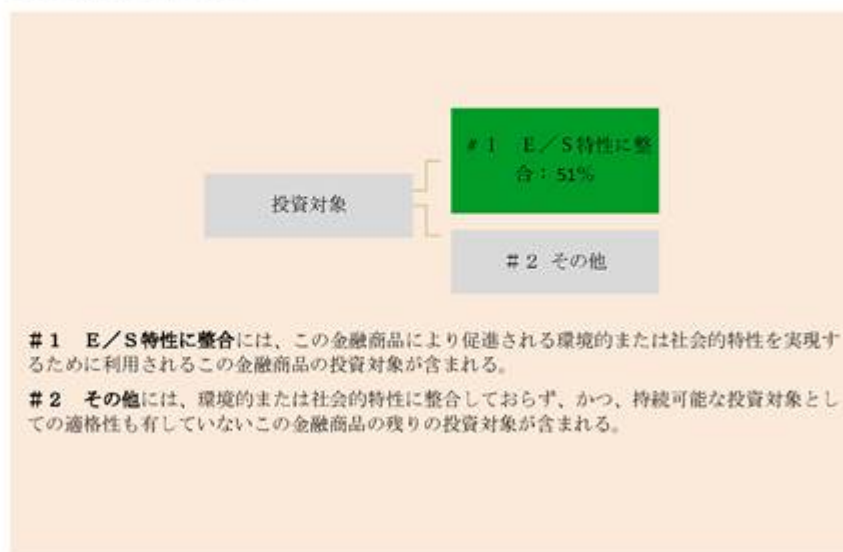 # 1 E／S特性に整
合：51%
投資対象
# 2 その他
# 1 E／S特性に整合には、この金融商品により促進される環境的または社会的特性を実現す
るために利用されるこの金融商品の投資対象が含まれる。
# 2 その他には、環境的または社会的特性に整合しておらず、かつ、持続可能な投資対象とし
ての適格性も有していないこの金融商品の残りの投資対象が含まれる。